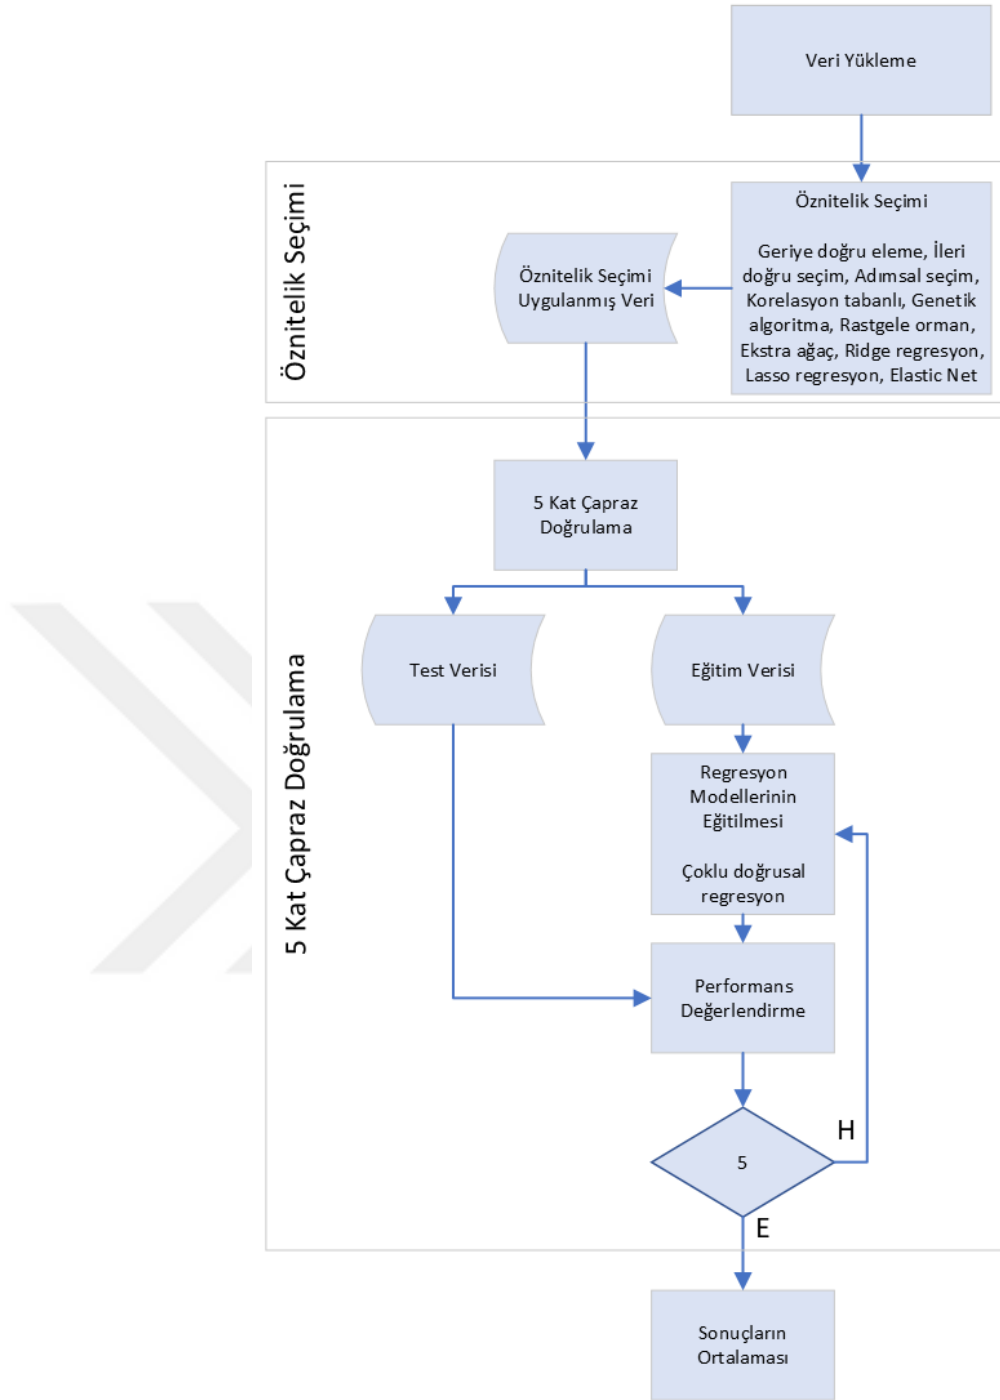 Veri Yükleme
Öznitelik Seçimi
Öznitelik Seçimi
Geriye doğru eleme, İleri
doğru seçim, Adımsal seçim,
Korelasyon tabanlı, Genetik
algoritma, Rastgele orman,
Ekstra ağaç, Ridge regresyon,
Lasso regresyon, Elastic Net
Öznitelik Seçimi
Uygulanmış Veri
5 Kat Çapraz Doğrulama
5 Kat Çapraz
Doğrulama
Test Verisi
Eğitim Verisi
Regresyon
Modellerinin
Eğitilmesi
Çoklu doğrusal
regresyon
Performans
Değerlendirme
5
H
E
Sonuçların
Ortalaması